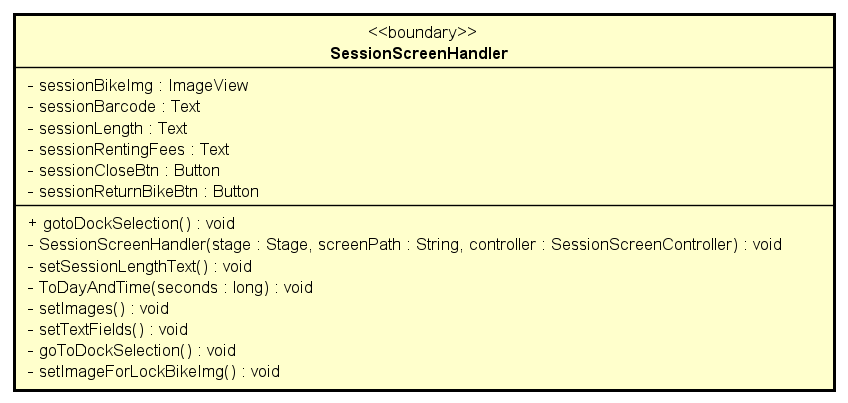 <<boundary>>
SessionScreenHandler
- sessionBikeImg : ImageView
- sessionBarcode : Text
- sessionLength : Text
- sessionRentingFees : Text
- sessionCloseBtn : Button
- sessionReturnBikeBtn : Button
+ gotoDockSelection() : void
- SessionScreenHandler(stage : Stage, screenPath : String, controller : SessionScreenController) : void
- setSessionLengthText() : void
- ToDayAndTime(seconds : long) : void
- setImages() : void
- setTextFields() : void
- goToDockSelection() : void
- setImageForLockBikeImg() : void